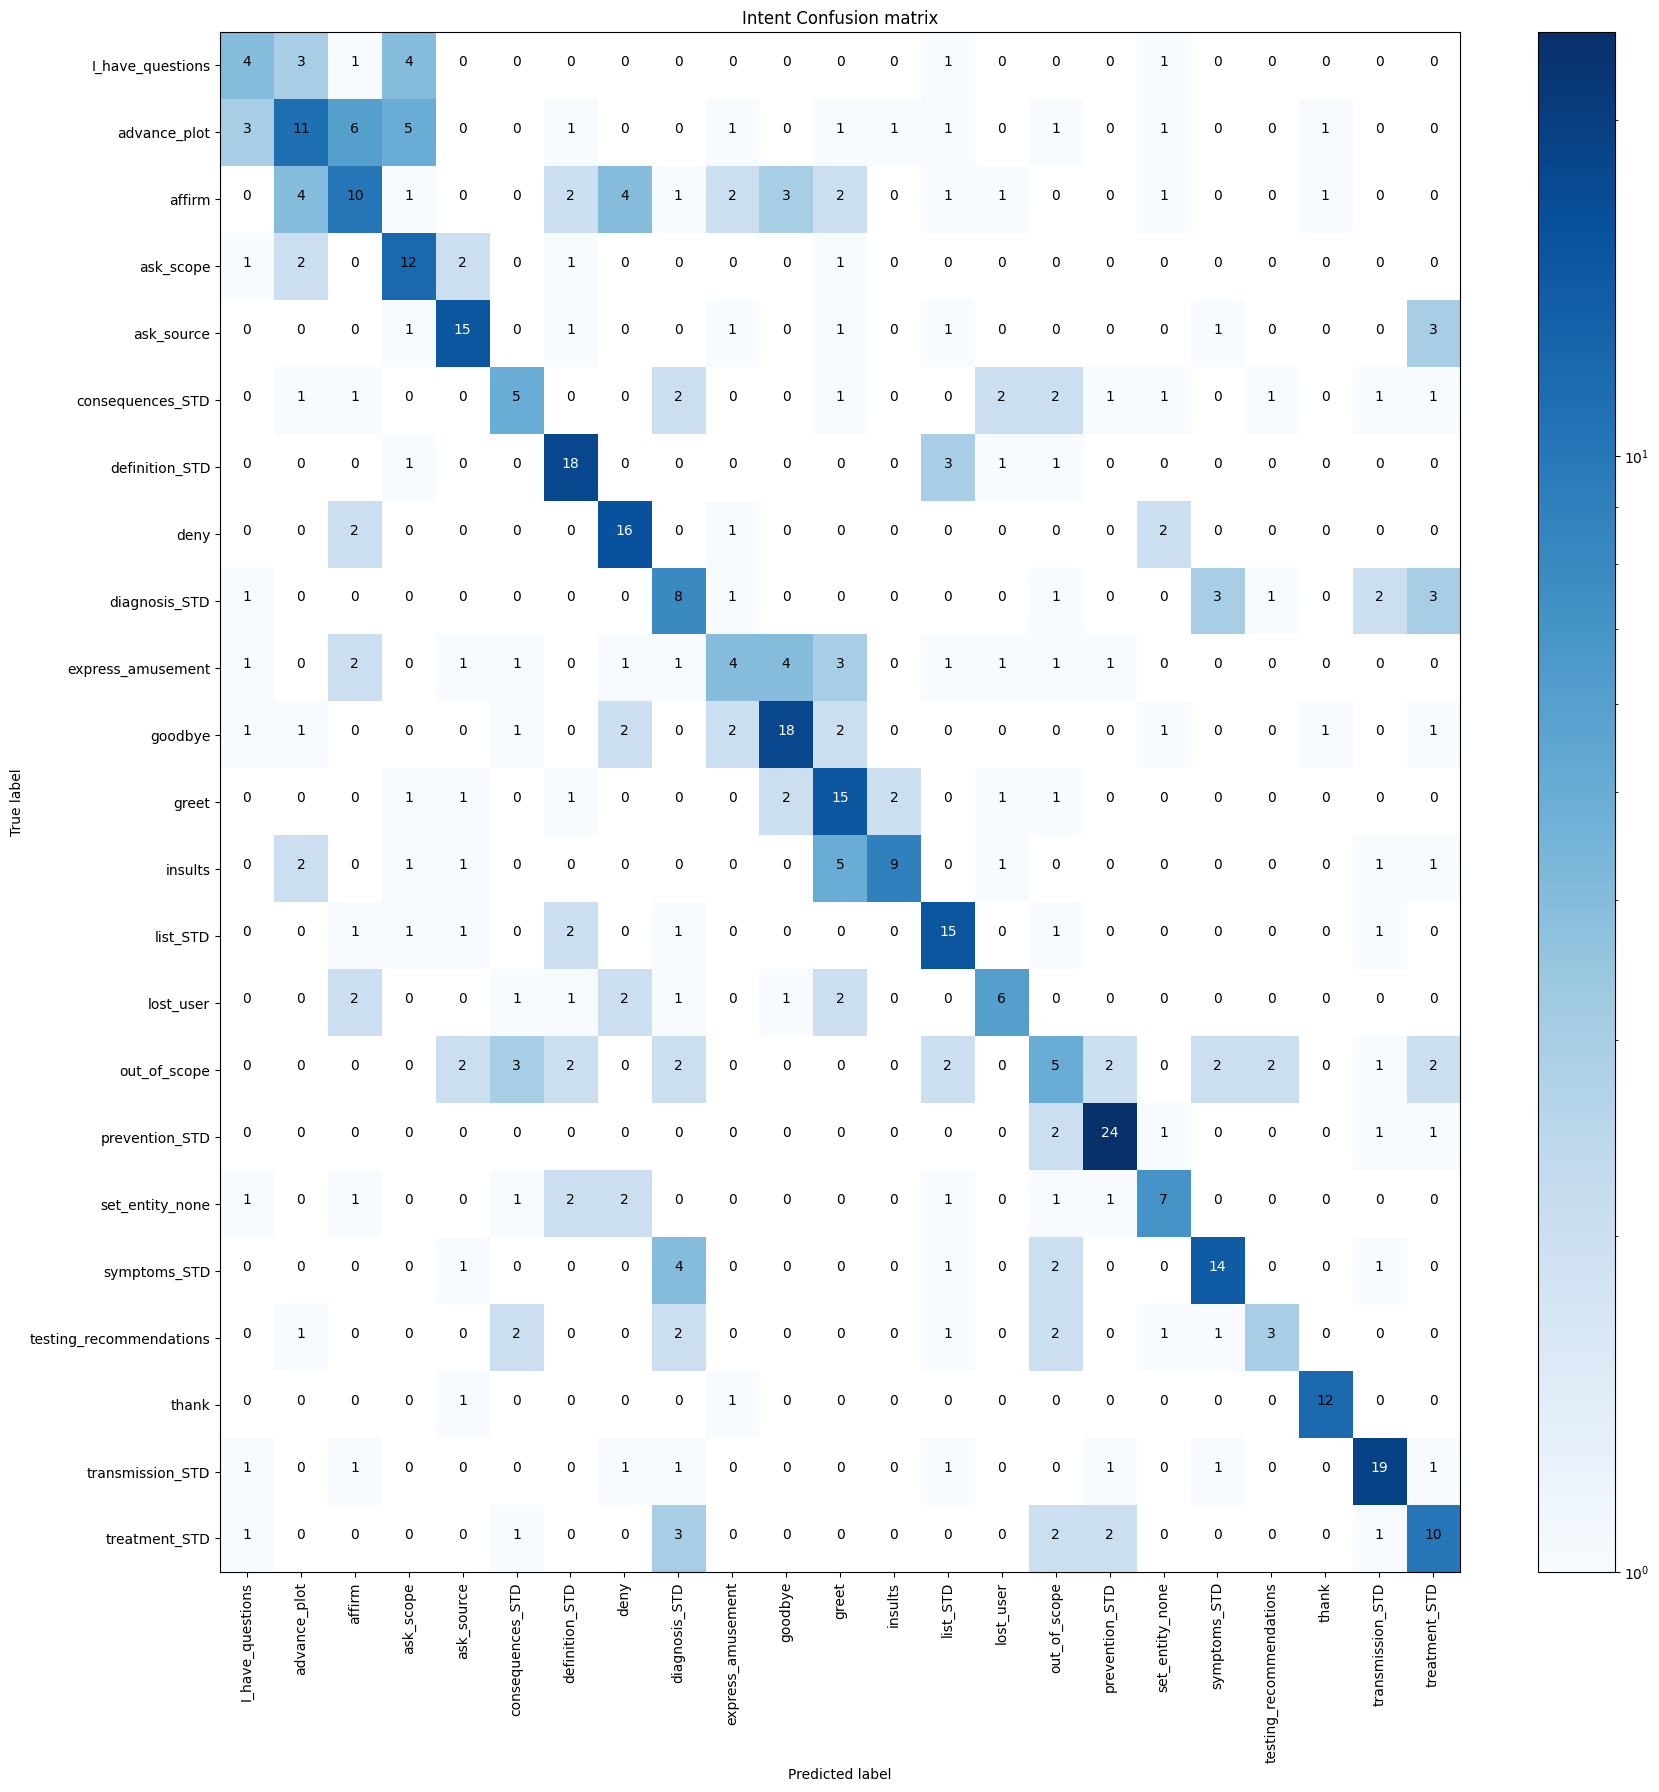 Intent Confusion matrix
I_have_questions 4 3 1 4 0 0 0 0 0 0 0 0 0 1 0 0 0 1 0 0 0 0 0
advance_plot 3 11 6 5 0 0 1 0 0 1 0 1 1 1 0 1 0 1 0 0 1 0 0
affirm 0 4 10 1 0 0 2 4 1 2 3 2 0 1 1 0 0 1 0 0 1 0 0
ask_scope 1 2 0 12 2 0 1 0 0 0 0 1 0 0 0 0 0 0 0 0 0 0 0
ask_source 0 0 0 1 15 0 1 0 0 1 0 1 0 1 0 0 0 0 1 0 0 0 3
consequences_STD 0 1 1 0 0 5 0 0 2 0 0 1 0 0 2 2 1 1 0 1 0 1 1
definition_STD 0 0 0 1 0 0 18 0 0 0 0 0 0 3 1 1 0 0 0 0 0 0 0
deny 0 0 2 0 0 0 0 16 0 1 0 0 0 0 0 0 0 2 0 0 0 0 0
diagnosis_STD 1 0 0 0 0 0 0 0 8 1 0 0 0 0 0 1 0 0 3 1 0 2 3
express_amusement 1 0 2 0 1 1 0 1 1 4 4 3 0 1 1 1 1 0 0 0 0 0 0
goodbye 1 1 0 0 0 1 0 2 0 2 18 2 0 0 0 0 0 1 0 0 1 0 1
greet 0 0 0 1 1 0 1 0 0 0 2 15 2 0 1 1 0 0 0 0 0 0 0
insults 0 2 0 1 1 0 0 0 0 0 0 5 9 0 1 0 0 0 0 0 0 1 1
list_STD 0 0 1 1 1 0 2 0 1 0 0 0 0 15 0 1 0 0 0 0 0 1 0
lost_user 0 0 2 0 0 1 1 2 1 0 1 2 0 0 6 0 0 0 0 0 0 0 0
out_of_scope 0 0 0 0 2 3 2 0 2 0 0 0 0 2 0 5 2 0 2 2 0 1 2
prevention_STD 0 0 0 0 0 0 0 0 0 0 0 0 0 0 0 2 24 1 0 0 0 1 1
set_entity_none 1 0 1 0 0 1 2 2 0 0 0 0 0 1 0 1 1 7 0 0 0 0 0
symptoms_STD 0 0 0 0 1 0 0 0 4 0 0 0 0 1 0 2 0 0 14 0 0 1 0
testing_recommendations 0 1 0 0 0 2 0 0 2 0 0 0 0 1 0 2 0 1 1 3 0 0 0
thank 0 0 0 0 1 0 0 0 0 1 0 0 0 0 0 0 0 0 0 0 12 0 0
transmission_STD 1 0 1 0 0 0 0 1 1 0 0 0 0 1 0 0 1 0 1 0 0 19 1
treatment_STD 1 0 0 0 0 1 0 0 3 0 0 0 0 0 0 2 2 0 0 0 0 1 10
True label
I_have_questions
advance_plot
affirm
ask_scope
ask_source
consequences_STD
definition_STD
deny
diagnosis_STD
express_amusement
goodbye
greet
insults
list_STD
lost_user
out_of_scope
prevention_STD
set_entity_none
symptoms_STD
testing_recommendations
thank
transmission_STD
treatment_STD
Predicted label
10¹
10⁰